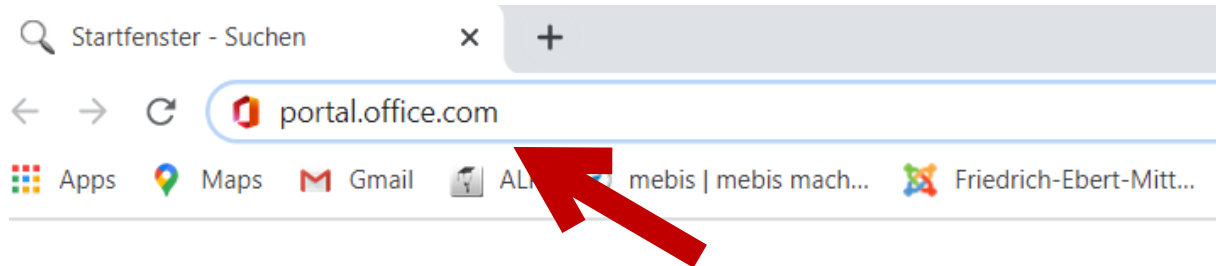 Startfenster - Suchen
portal.office.com
Apps Maps Gmail mebis | mebis mach... Friedrich-Ebert-Mitt...